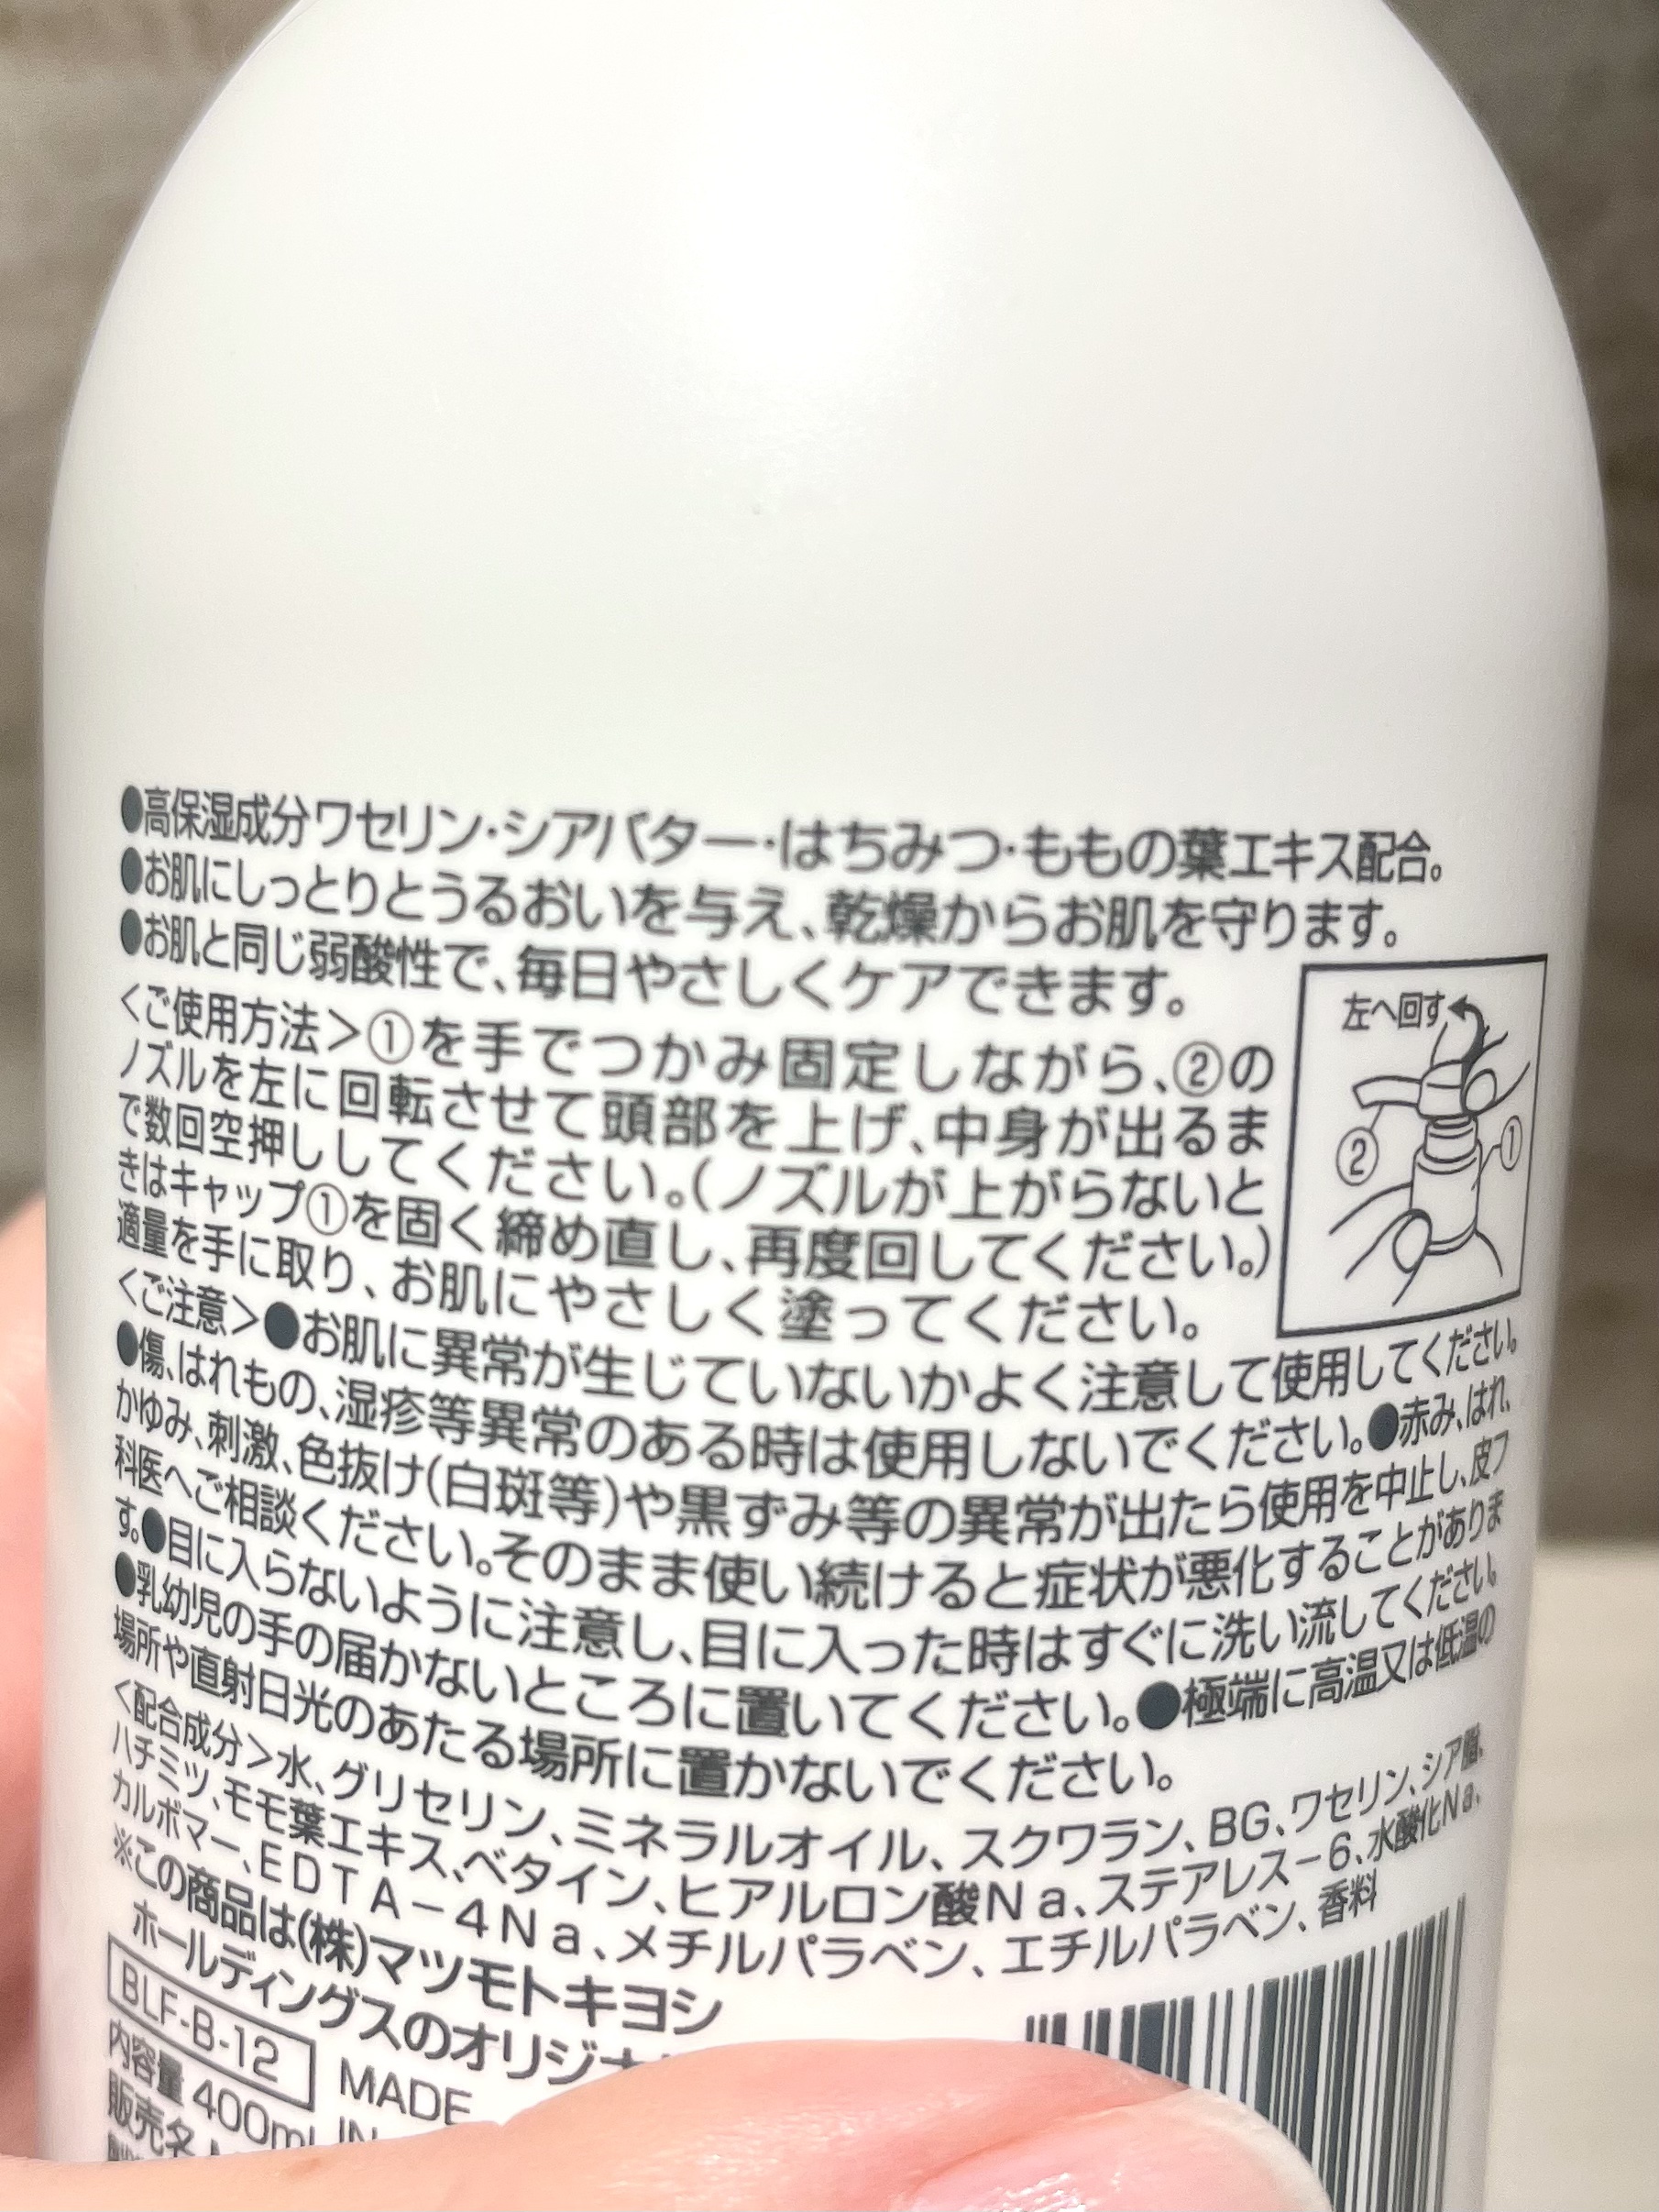 ●高保湿成分ワセリン・シアバター・はちみつ・ももの葉エキス配合。
●お肌にしっとりとうるおいを与え、乾燥からお肌を守ります。
●お肌と同じ弱酸性で、毎日やさしくケアできます。
<ご使用方法>①を手でつかみ固定しながら、②の
ノズルを左に回転させて頭部を上げ、中身が出るま
で数回空押ししてください。(ノズルが上がらないと
きはキャップ①を固く締め直し、再度回してください。)
適量を手に取り、お肌にやさしく塗ってください。
左へ回す
②
①
<ご注意>●お肌に異常が生じていないかよく注意して使用してください。
●傷、はれもの、湿疹等異常のある時は使用しないでください。●赤み、はれ、
かゆみ、刺激、色抜け(白斑等)や黒ずみ等の異常が出たら使用を中止し、皮フ
科医へご相談ください。そのまま使い続けると症状が悪化することがありま
す。●目に入らないように注意し、目に入った時はすぐに洗い流してください。
●乳幼児の手の届かないところに置いてください。●極端に高温又は低温の
場所や直射日光のあたる場所に置かないでください。
<配合成分>水、グリセリン、ミネラルオイル、スクワラン、BG、ワセリン、シア脂、
ハチミツ、モモ葉エキス、ベタイン、ヒアルロン酸Na、ステアレス-6、水酸化Na、
カルボマー、EDTA-4Na、メチルパラベン、エチルパラベン、香料
※この商品は(株)マツモトキヨシ
ホールディングスのオリジナ
BLF-B-12
MADE
内容量 400mL IN
販売名